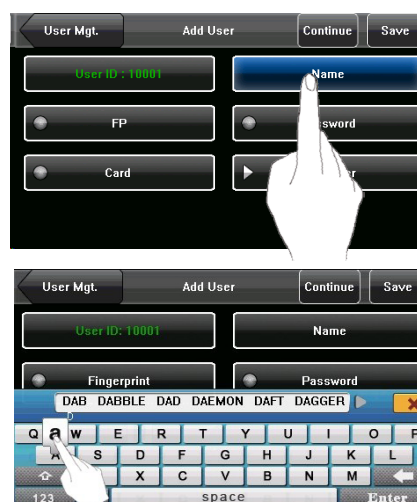 User Mgt. Add User Continue Save
User ID : 10001 Name
FP
Card
User Mgt. Add User Continue Save
User ID: 10001 Name
Fingerprint Password
DAB DABBLE DAD DAEMON DAFT DAGGER
D
Q a W E R T Y U I O P
S D F G H J K L
X C V B N M
123 space Enter